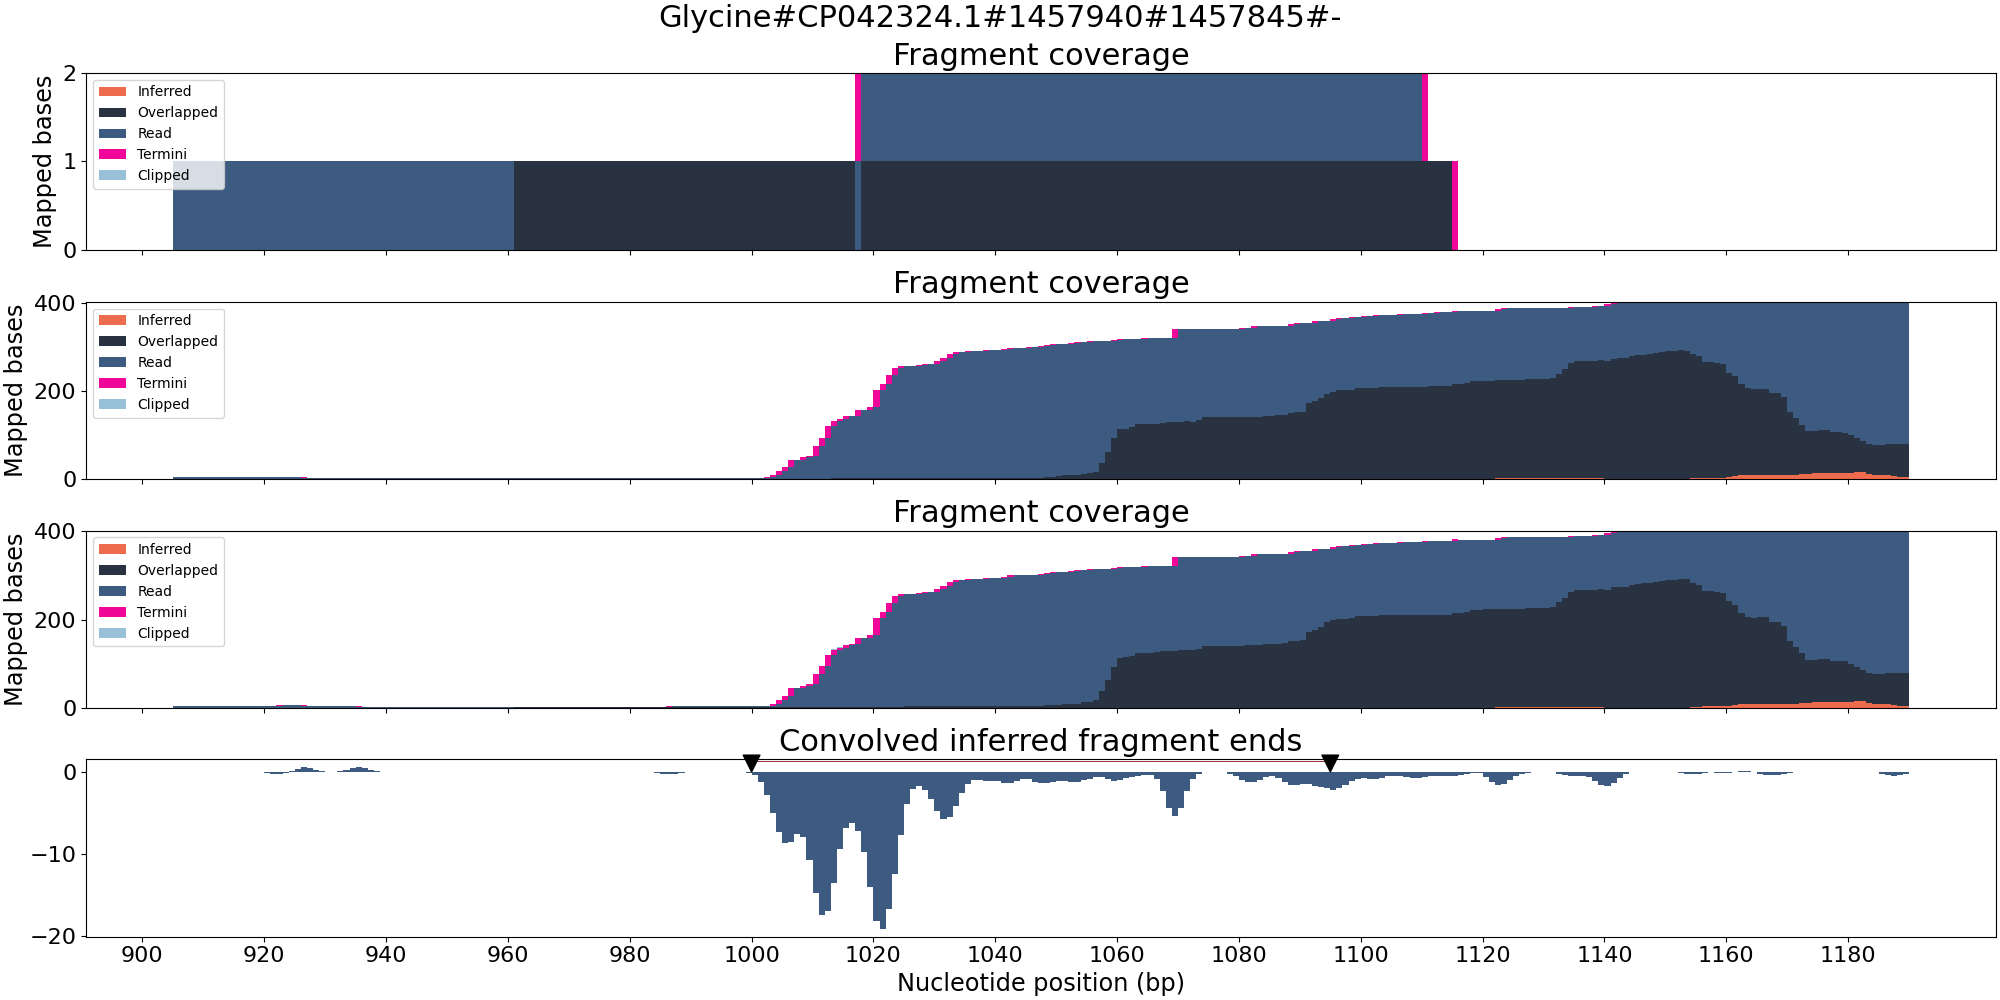 Glycine#CP042324.1#1457940#1457845#-
Fragment coverage
Mapped bases
2
1
0
Inferred
Overlapped
Read
Termini
Clipped
Fragment coverage
Mapped bases
400
200
0
Inferred
Overlapped
Read
Termini
Clipped
Fragment coverage
Mapped bases
400
200
0
Inferred
Overlapped
Read
Termini
Clipped
Convolved inferred fragment ends
0
−10
−20
900 920 940 960 980 1000 1020 1040 1060 1080 1100 1120 1140 1160 1180
Nucleotide position (bp)